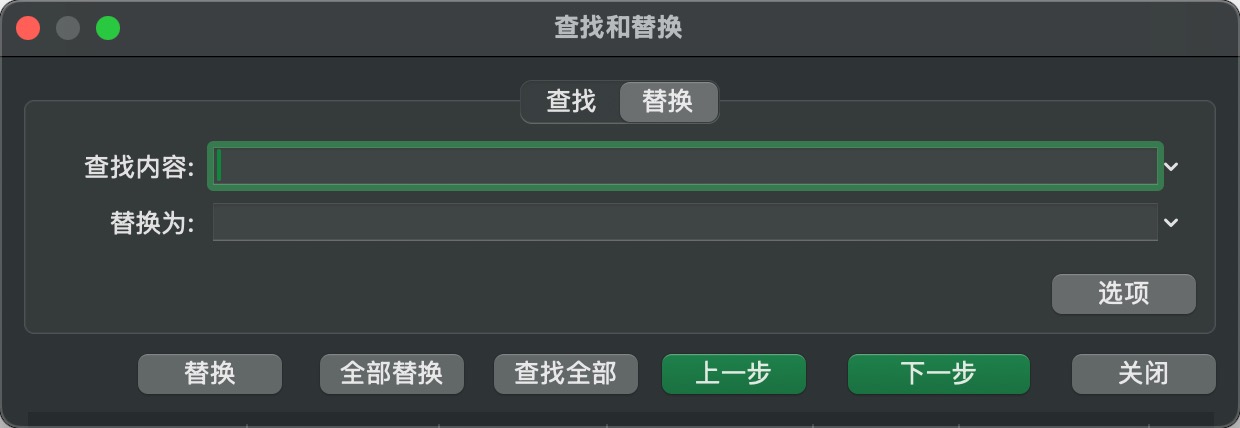 查找和替换
查找 替换
查找内容:
替换为:
选项
替换 全部替换 查找全部 上一步 下一步 关闭